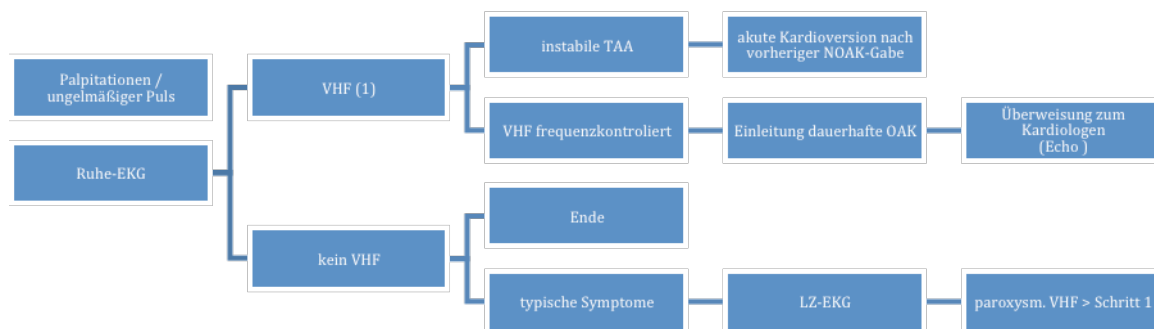 Palpitationen /
ungelmäßiger Puls
Ruhe-EKG
VHF (1)
instabile TAA
akute Kardioversion nach
vorheriger NOAK-Gabe
VHF frequenzkontroliert
Einleitung dauerhafte OAK
Überweisung zum
Kardiologen
(Echo )
kein VHF
Ende
typische Symptome
LZ-EKG
paroxysm. VHF > Schritt 1